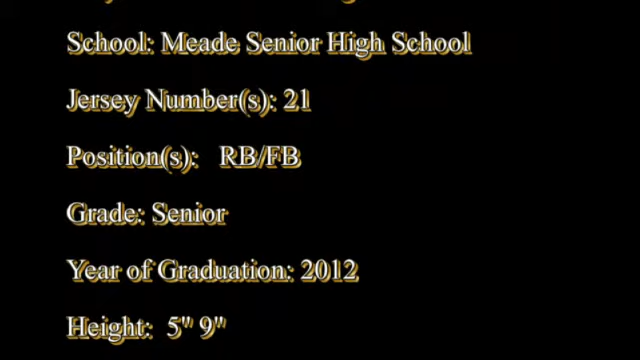 School: Meade Senior High School
Jersey Number(s): 21
Position(s): RB/FB
Grade: Senior
Year of Graduation: 2012
Height: 5" 9"